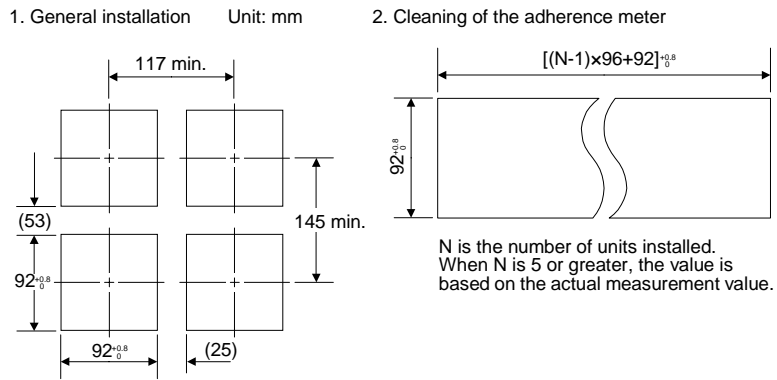 1. General installation Unit: mm
2. Cleaning of the adherence meter
117 min.
[(N-1)×96+92]+0.8 0
92+0.8 0
(53)
145 min.
92+0.8 0
92+0.8 0
(25)
N is the number of units installed.
When N is 5 or greater, the value is
based on the actual measurement value.